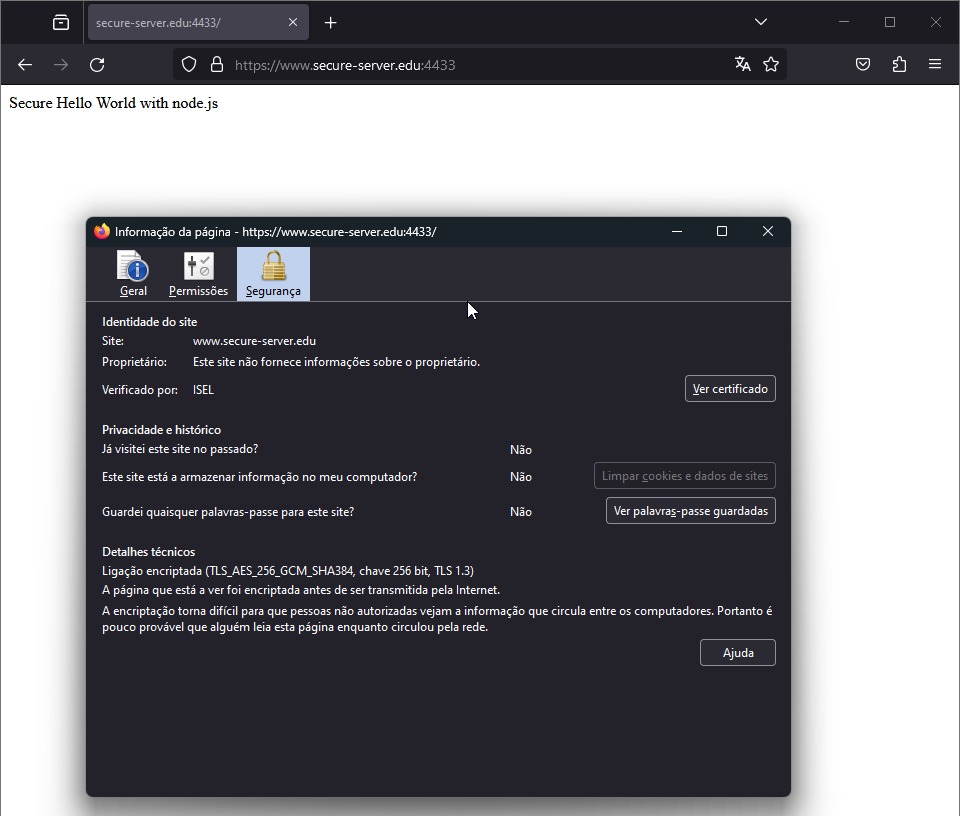 secure-server.edu:4433/
https://www.secure-server.edu:4433
Secure Hello World with node.js
Informação da página - https://www.secure-server.edu:4433/
Geral Permissões Segurança
Identidade do site
Site: www.secure-server.edu
Proprietário: Este site não fornece informações sobre o proprietário.
Verificado por: ISEL Ver certificado
Privacidade e histórico
Já visitei este site no passado? Não
Este site está a armazenar informação no meu computador? Não Limpar cookies e dados de sites
Guardei quaisquer palavras-passe para este site? Não Ver palavras-passe guardadas
Detalhes técnicos
Ligação encriptada (TLS_AES_256_GCM_SHA384, chave 256 bit, TLS 1.3)
A página que está a ver foi encriptada antes de ser transmitida pela Internet.
A encriptação torna difícil para que pessoas não autorizadas vejam a informação que circula entre os computadores. Portanto é
pouco provável que alguém leia esta página enquanto circulou pela rede.
Ajuda